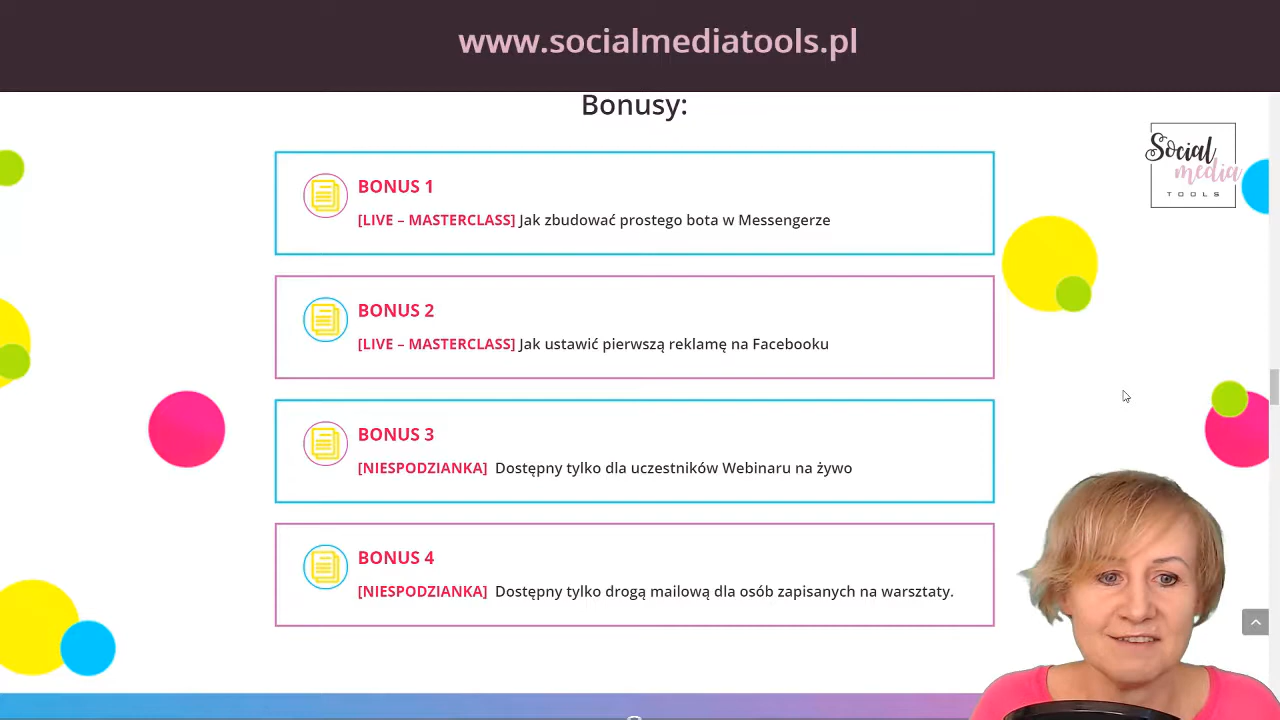 www.socialmediatools.pl
Bonusy:
Social
media
TOOLS
BONUS 1
[LIVE – MASTERCLASS] Jak zbudować prostego bota w Messengerze
BONUS 2
[LIVE – MASTERCLASS] Jak ustawić pierwszą reklamę na Facebooku
BONUS 3
[NIESPODZIANKA] Dostępny tylko dla uczestników Webinaru na żywo
BONUS 4
[NIESPODZIANKA] Dostępny tylko drogą mailową dla osób zapisanych na warsztaty.